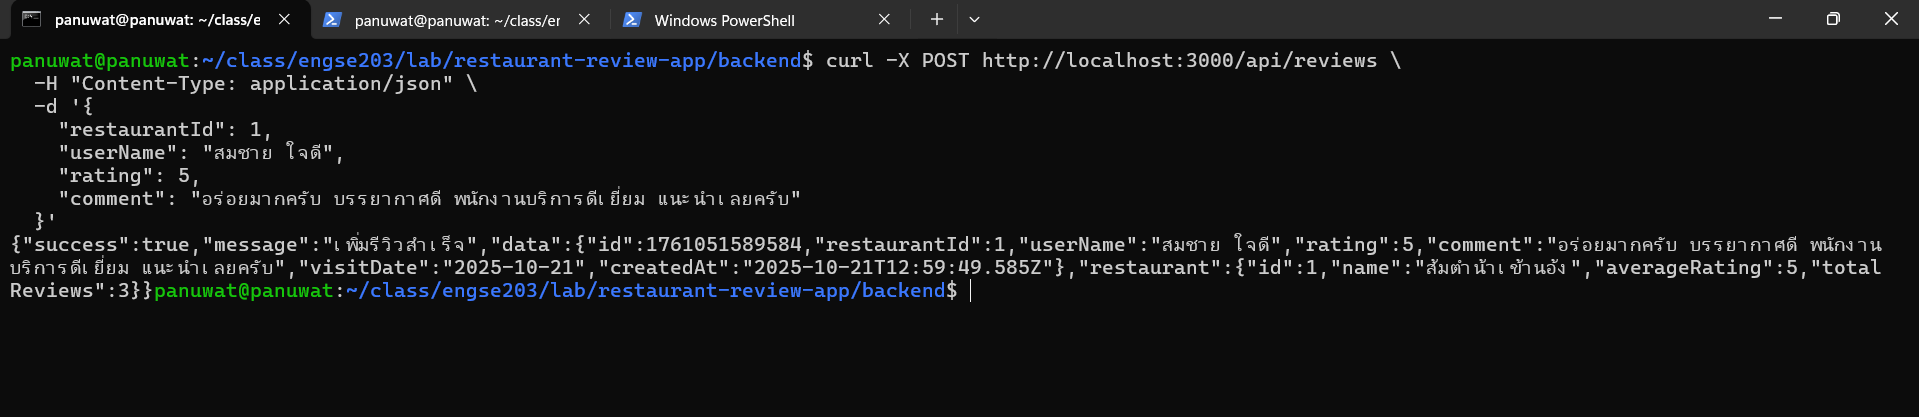 panuwat@panuwat: ~/class/e
panuwat@panuwat: ~/class/er
Windows PowerShell
panuwat@panuwat:~/class/engse203/lab/restaurant-review-app/backend$ curl -X POST http://localhost:3000/api/reviews \
-H "Content-Type: application/json" \
-d '{
"restaurantId": 1,
"userName": "สมชาย ใจดี",
"rating": 5,
"comment": "อร่อยมากครับ บรรยากาศดี พนักงานบริการดีเยี่ยม แนะนำเลยครับ"
}'
{"success":true,"message":"เพิ่มรีวิวสำเร็จ","data":{"id":1761051589584,"restaurantId":1,"userName":"สมชาย ใจดี","rating":5,"comment":"อร่อยมากครับ บรรยากาศดี พนักงาน
บริการดีเยี่ยม แนะนำเลยครับ","visitDate":"2025-10-21","createdAt":"2025-10-21T12:59:49.585Z"},"restaurant":{"id":1,"name":"ส้มตำน้าเข้านอ้ง","averageRating":5,"total
Reviews":3}}panuwat@panuwat:~/class/engse203/lab/restaurant-review-app/backend$